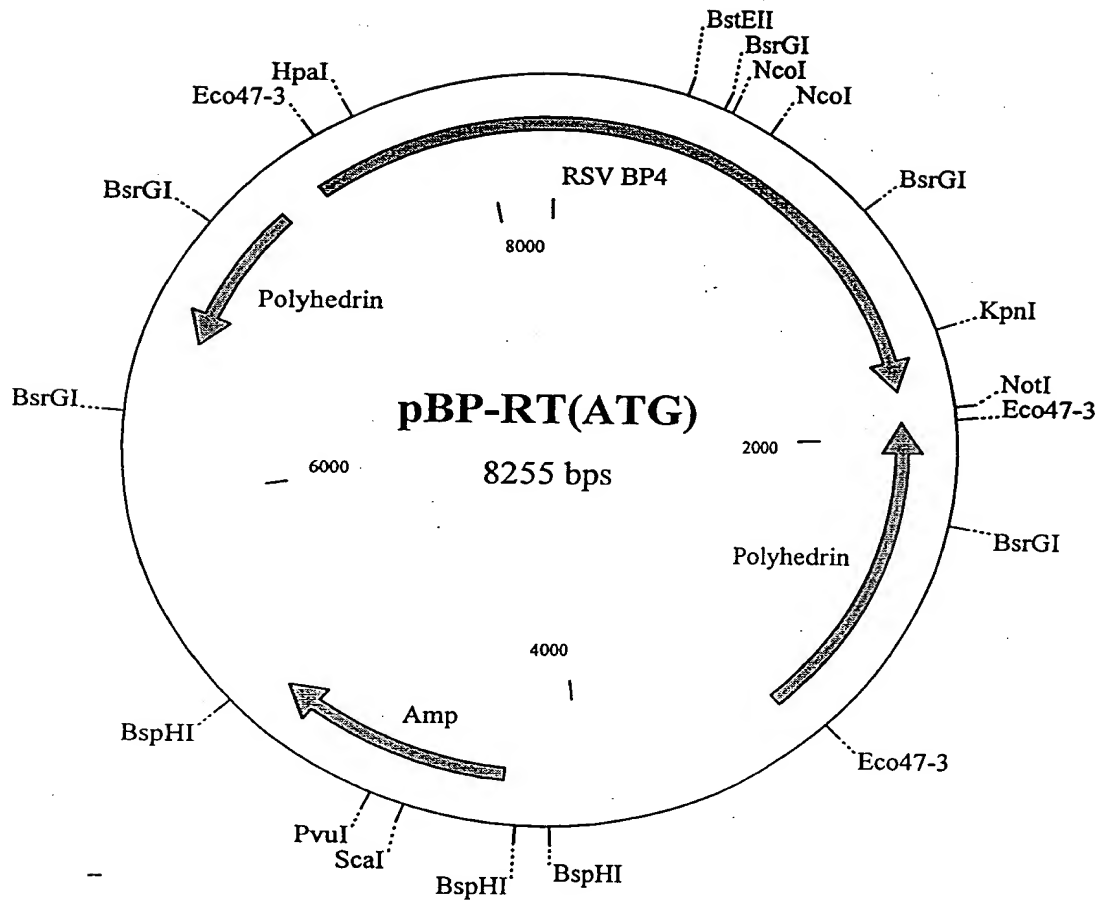 BstEII
BsrGI
NcoI
NcoI
HpaI
Eco47-3
BsrGI
RSV BP4
BsrGI
8000
Polyhedrin
KpnI
BsrGI
pBP-RT(ATG)
NotI
Eco47-3
6000
8255 bps
2000
BsrGI
Polyhedrin
4000
Amp
BspHI
Eco47-3
PvuI
ScaI
BspHI
BspHI